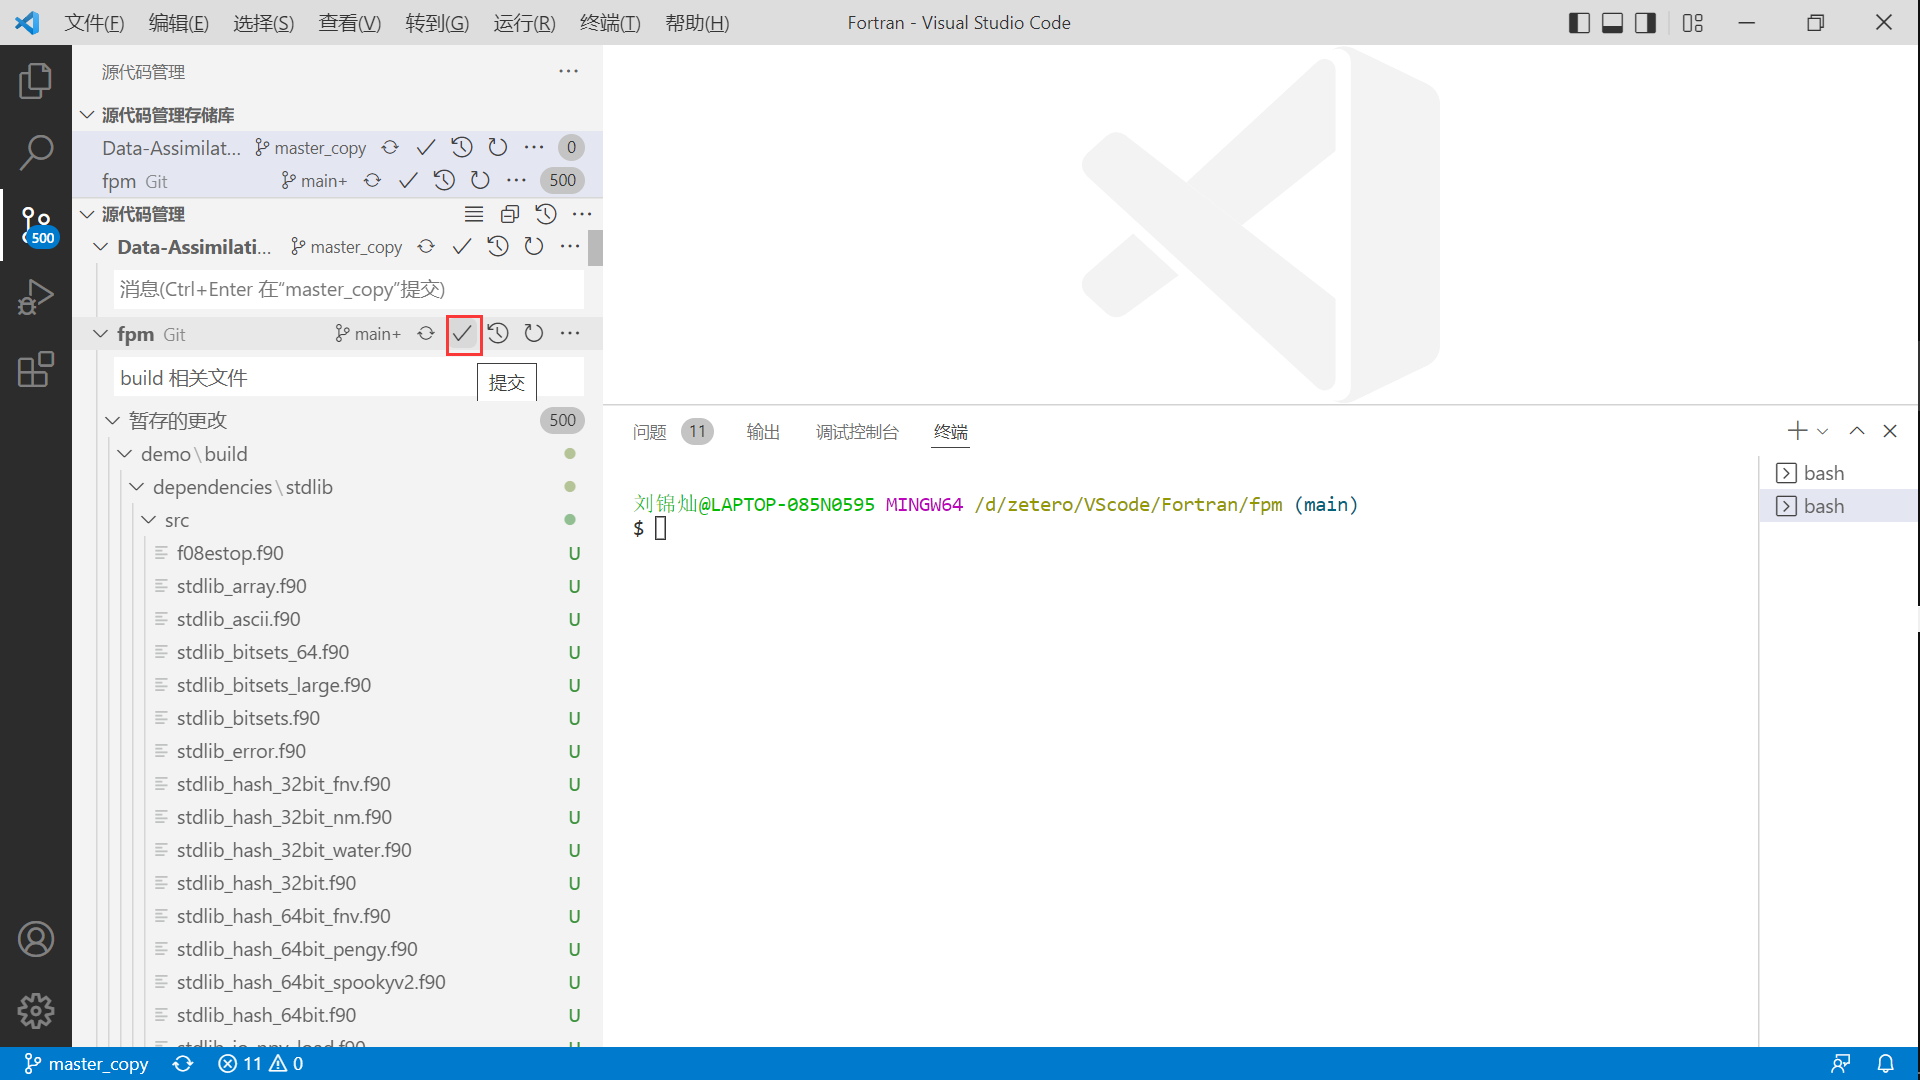 文件(F) 编辑(E) 选择(S) 查看(V) 转到(G) 运行(R) 终端(T) 帮助(H) Fortran - Visual Studio Code
源代码管理
源代码管理存储库
Data-Assimilat... master_copy 0
fpm Git main+ 500
源代码管理
500
Data-Assimilati... master_copy
消息(Ctrl+Enter 在“master_copy”提交)
fpm Git main+
build 相关文件
提交
暂存的更改 500
demo\build
dependencies\stdlib
src
f08estop.f90 U
stdlib_array.f90 U
stdlib_ascii.f90 U
stdlib_bitsets_64.f90 U
stdlib_bitsets_large.f90 U
stdlib_bitsets.f90 U
stdlib_error.f90 U
stdlib_hash_32bit_fnv.f90 U
stdlib_hash_32bit_nm.f90 U
stdlib_hash_32bit_water.f90 U
stdlib_hash_32bit.f90 U
stdlib_hash_64bit_fnv.f90 U
stdlib_hash_64bit_pengy.f90 U
stdlib_hash_64bit_spookyv2.f90 U
stdlib_hash_64bit.f90 U
问题 11 输出 调试控制台 终端
刘锦灿@LAPTOP-085N0595 MINGW64 /d/zetero/VScode/Fortran/fpm (main)
$
bash
bash
master_copy 11 0